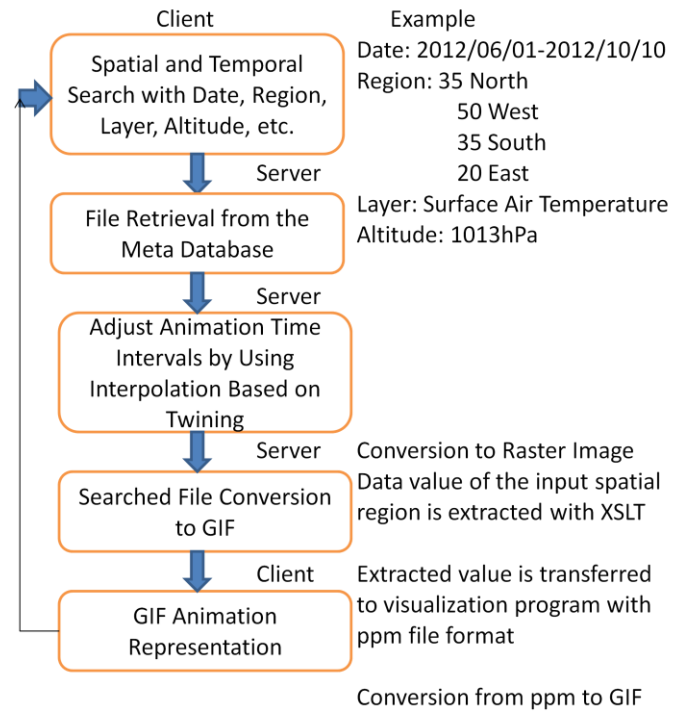 Client
Spatial and Temporal
Search with Date, Region,
Layer, Altitude, etc.
Server
File Retrieval from the
Meta Database
Server
Adjust Animation Time
Intervals by Using
Interpolation Based on
Twining
Server
Searched File Conversion
to GIF
Client
GIF Animation
Representation
Example
Date: 2012/06/01-2012/10/10
Region: 35 North
50 West
35 South
20 East
Layer: Surface Air Temperature
Altitude: 1013hPa
Conversion to Raster Image
Data value of the input spatial
region is extracted with XSLT
Extracted value is transferred
to visualization program with
ppm file format
Conversion from ppm to GIF